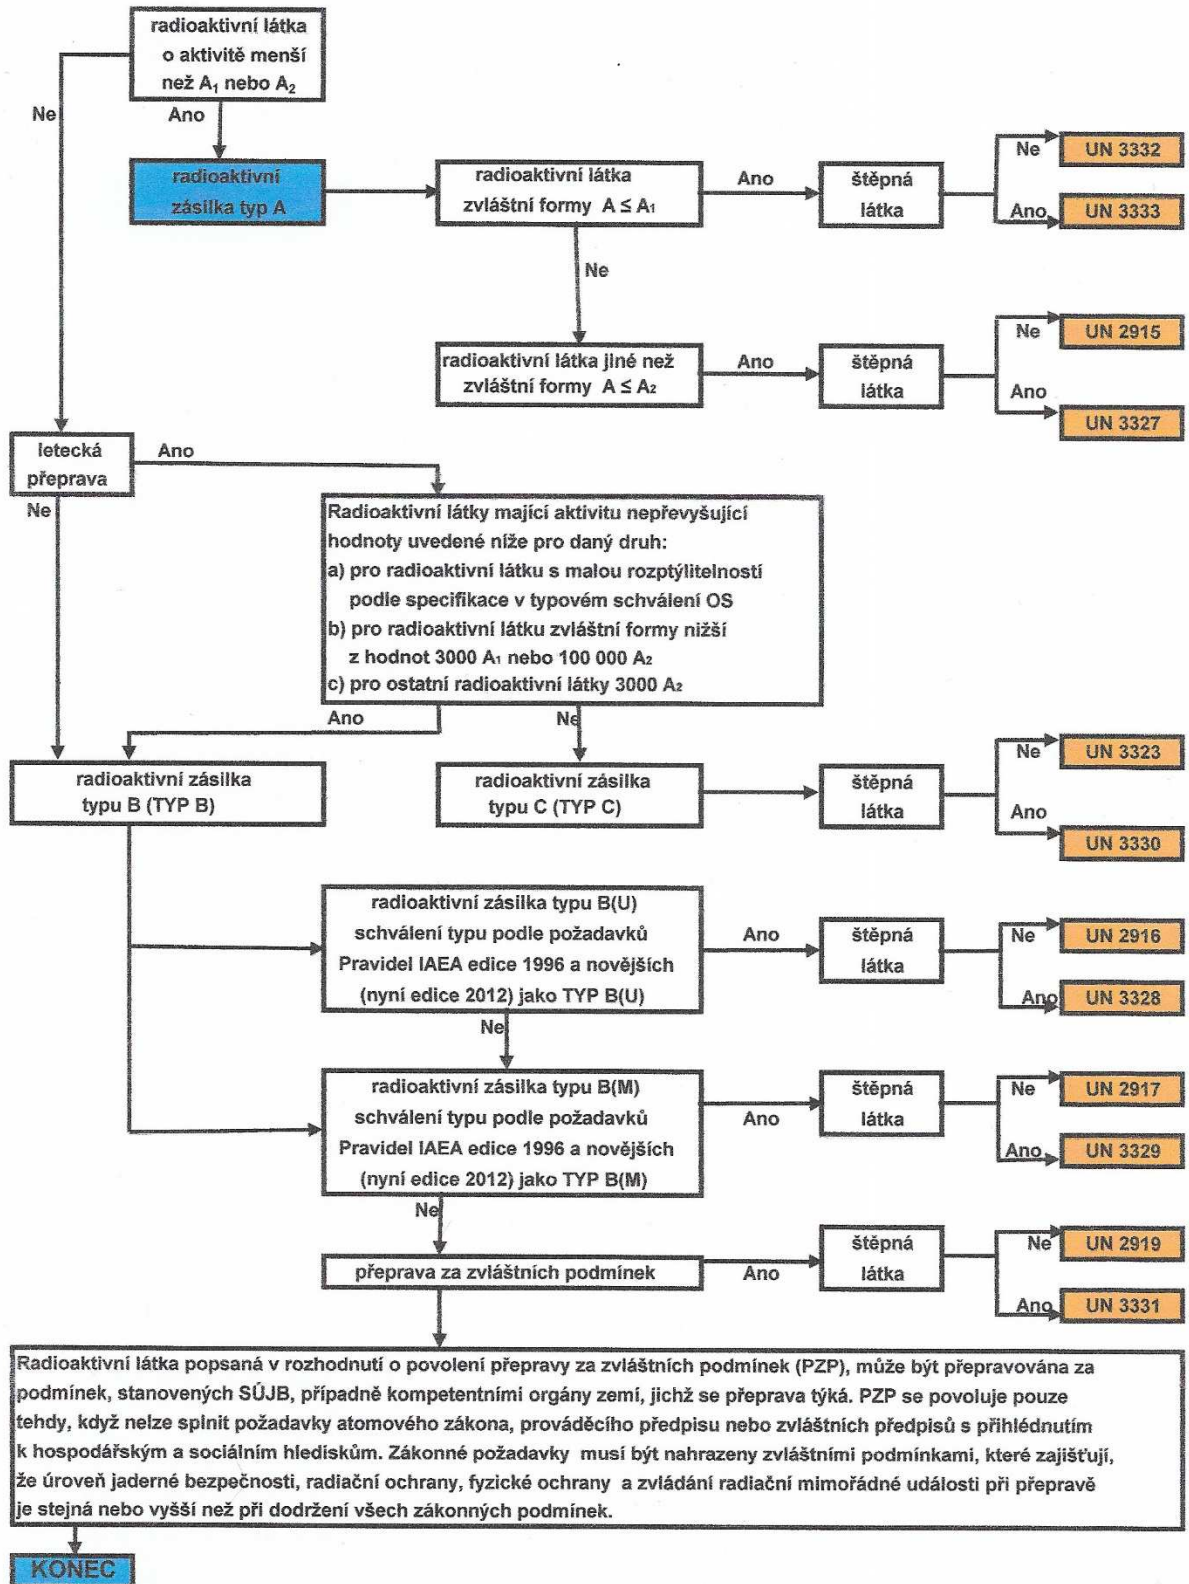 radioaktivní látka
o aktivitě menší
než A₁ nebo A₂
Ne
Ano
radioaktivní
zásilka typ A
radioaktivní látka
zvláštní formy A ≤ A₁
Ano
štěpná
látka
Ne
UN 3332
Ano
UN 3333
Ne
radioaktivní látka jiné než
zvláštní formy A ≤ A₂
Ano
štěpná
látka
Ne
UN 2915
Ano
UN 3327
letecká
přeprava
Ano
Ne
Radioaktivní látky mající aktivitu nepřevyšující
hodnoty uvedené níže pro daný druh:
a) pro radioaktivní látku s malou rozptýlitelností
podle specifikace v typovém schválení OS
b) pro radioaktivní látku zvláštní formy nižší
z hodnot 3000 A₁ nebo 100 000 A₂
c) pro ostatní radioaktivní látky 3000 A₂
Ano
Ne
radioaktivní zásilka
typu B (TYP B)
radioaktivní zásilka
typu C (TYP C)
štěpná
látka
Ne
UN 3323
Ano
UN 3330
radioaktivní zásilka typu B(U)
schválení typu podle požadavků
Pravidel IAEA edice 1996 a novějších
(nyní edice 2012) jako TYP B(U)
Ano
štěpná
látka
Ne
UN 2916
Ano
UN 3328
Ne
radioaktivní zásilka typu B(M)
schválení typu podle požadavků
Pravidel IAEA edice 1996 a novějších
(nyní edice 2012) jako TYP B(M)
Ano
štěpná
látka
Ne
UN 2917
Ano
UN 3329
Ne
přeprava za zvláštních podmínek
Ano
štěpná
látka
Ne
UN 2919
Ano
UN 3331
Radioaktivní látka popsaná v rozhodnutí o povolení přepravy za zvláštních podmínek (PZP), může být přepravována za
podmínek, stanovených SÚJB, případně kompetentními orgány zemí, jichž se přeprava týká. PZP se povoluje pouze
tehdy, když nelze splnit požadavky atomového zákona, prováděcího předpisu nebo zvláštních předpisů s přihlédnutím
k hospodářským a sociálním hlediskům. Zákonné požadavky musí být nahrazeny zvláštními podmínkami, které zajišťují,
že úroveň jaderné bezpečnosti, radiační ochrany, fyzické ochrany a zvládání radiační mimořádné události při přepravě
je stejná nebo vyšší než při dodržení všech zákonných podmínek.
KONEC